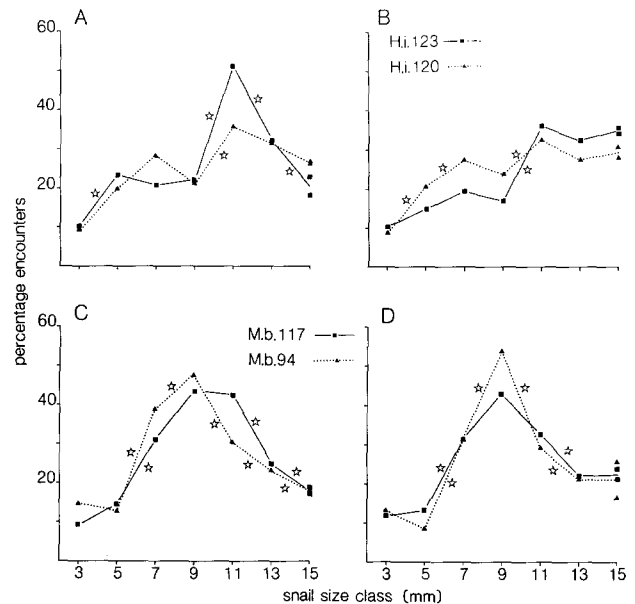 A
B
60
40
20
H.i.123
H.i.120
percentage encounters
C
D
60
40
20
M.b.117
M.b.94
3 5 7 9 11 13 15
3 5 7 9 11 13 15
snail size class (mm)